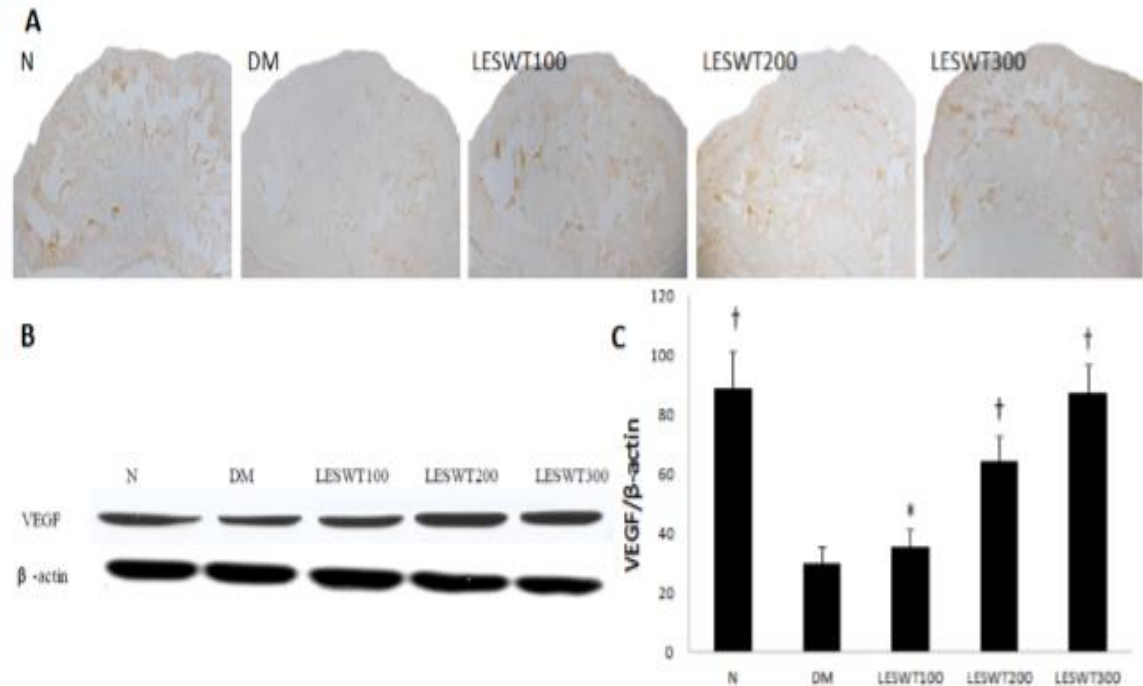 A
N DM LESWT100 LESWT200 LESWT300
B
N DM LESWT100 LESWT200 LESWT300
VEGF
β -actin
C
VEGF/β-actin
120
100
80
60
40
20
0
† * † †
N DM LESWT100 LESWT200 LESWT300